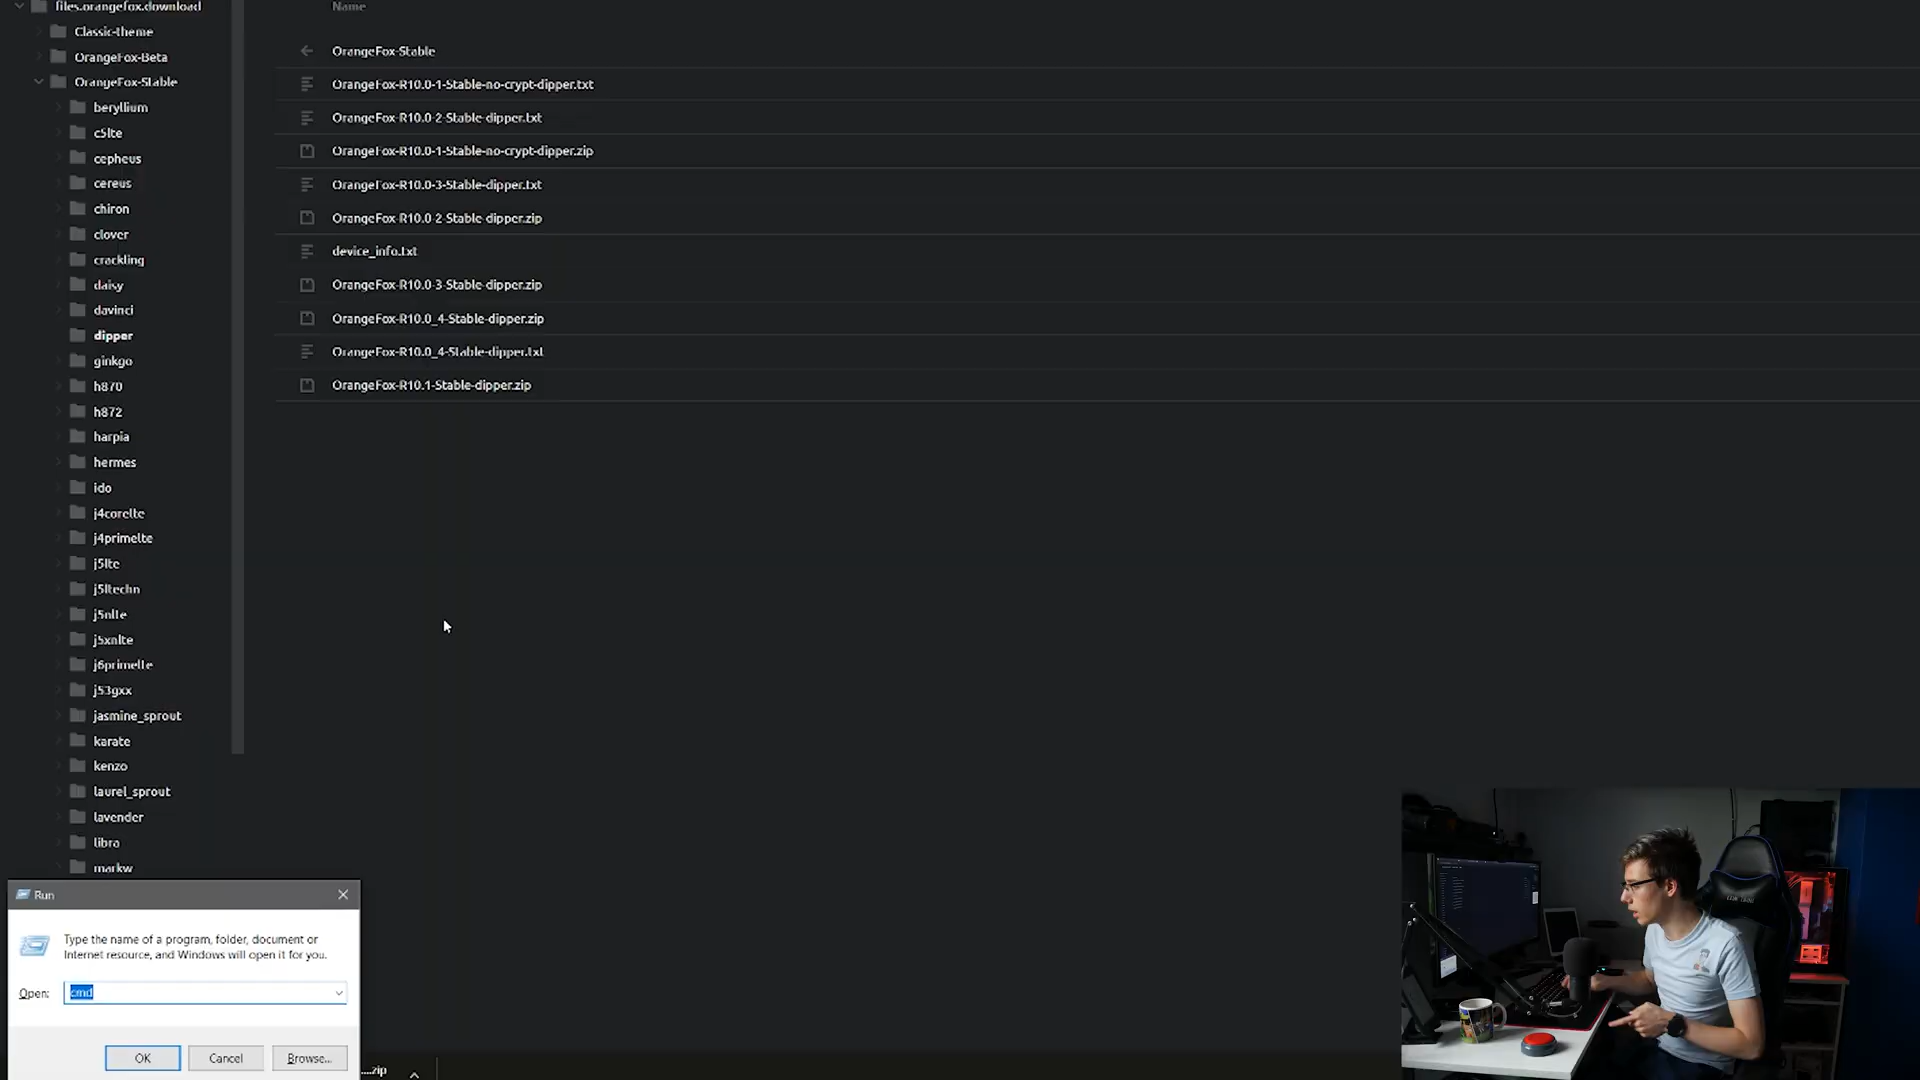 files.orangefox.download
Classic-theme
OrangeFox-Beta
OrangeFox-Stable
beryllium
c5lte
cepheus
cereus
chiron
clover
crackling
daisy
davinci
dipper
ginkgo
h870
h872
harpia
hermes
ido
j4corelte
j4primelte
j5lte
j5ltechn
j5nlte
j5xnlte
j6primelte
j53gxx
jasmine_sprout
karate
kenzo
laurel_sprout
lavender
libra
markw
Name
OrangeFox-Stable
OrangeFox-R10.0-1-Stable-no-crypt-dipper.txt
OrangeFox-R10.0-2-Stable-dipper.txt
OrangeFox-R10.0-1-Stable-no-crypt-dipper.zip
OrangeFox-R10.0-3-Stable-dipper.txt
OrangeFox-R10.0-2-Stable-dipper.zip
device_info.txt
OrangeFox-R10.0-3-Stable-dipper.zip
OrangeFox-R10.0_4-Stable-dipper.zip
OrangeFox-R10.0_4-Stable-dipper.txt
OrangeFox-R10.1-Stable-dipper.zip
Run
Type the name of a program, folder, document or
Internet resource, and Windows will open it for you.
Open: cmd
OK Cancel Browse...
....zip